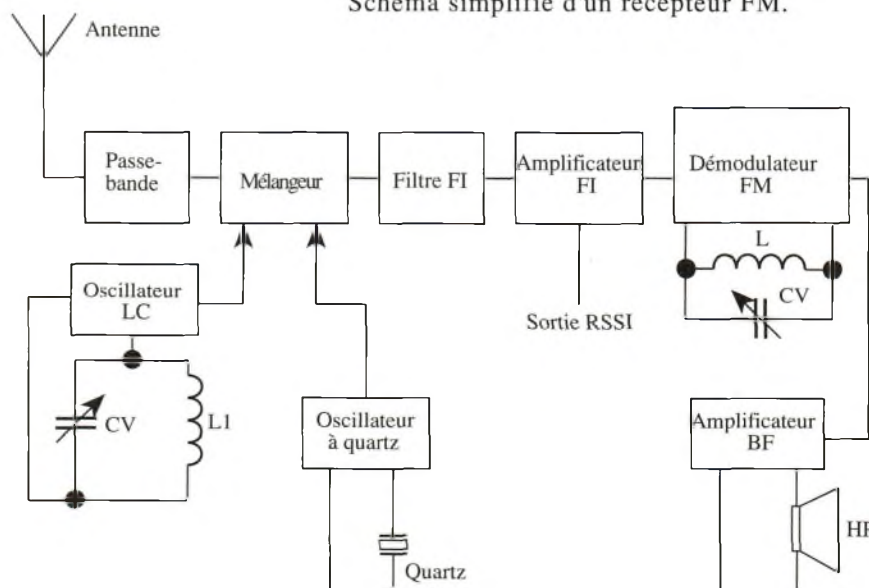 Schéma simplifié d'un récepteur FM.
Antenne
Passe-
bande
Mélangeur
Filtre FI
Amplificateur
FI
Démodulateur
FM
L
CV
Sortie RSSI
Oscillateur
LC
CV
L1
Oscillateur
à quartz
Quartz
Amplificateur
BF
HP